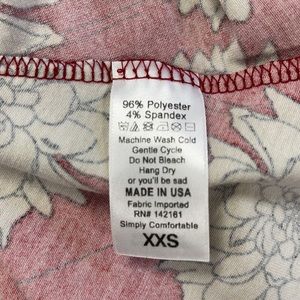 96% Polyester
4% Spandex
Machine Wash Cold
Gentle Cycle
Do Not Bleach
Hang Dry
or you'll be sad
MADE IN USA
Fabric Imported
RN# 142161
Simply Comfortable
XXS